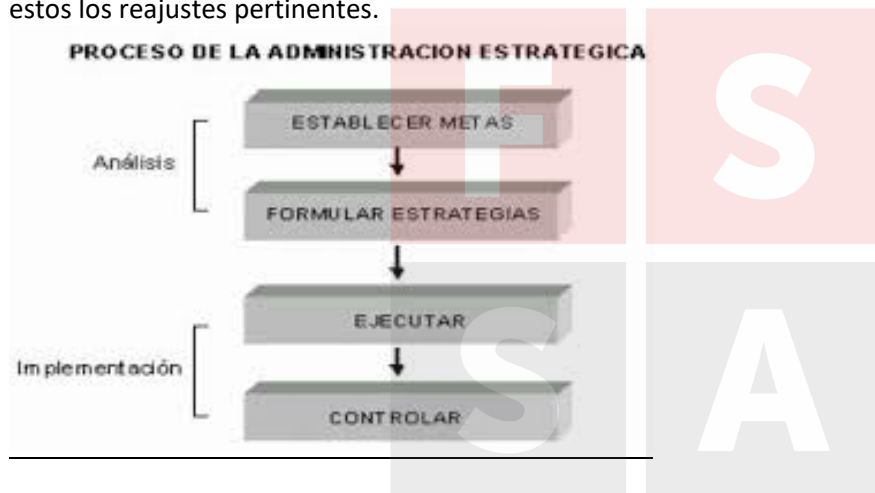 estos los reajustes pertinentes.
PROCESO DE LA ADMINISTRACION ESTRATEGICA
ESTABLECER METAS
Análisis
FORMULAR ESTRATEGIAS
EJECUTAR
Implementación
CONTROLAR
F S
S A